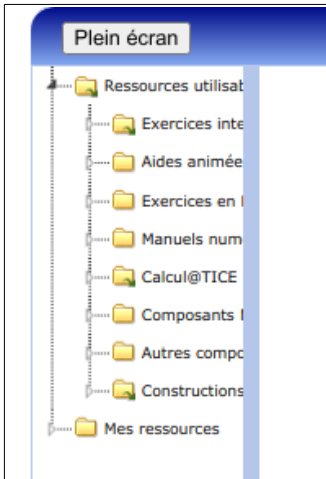 Plein écran
Ressources utilisab
Exercices inte
Aides animée
Exercices en
Manuels num
Calcul@TICE
Composants
Autres compo
Constructions
Mes ressources